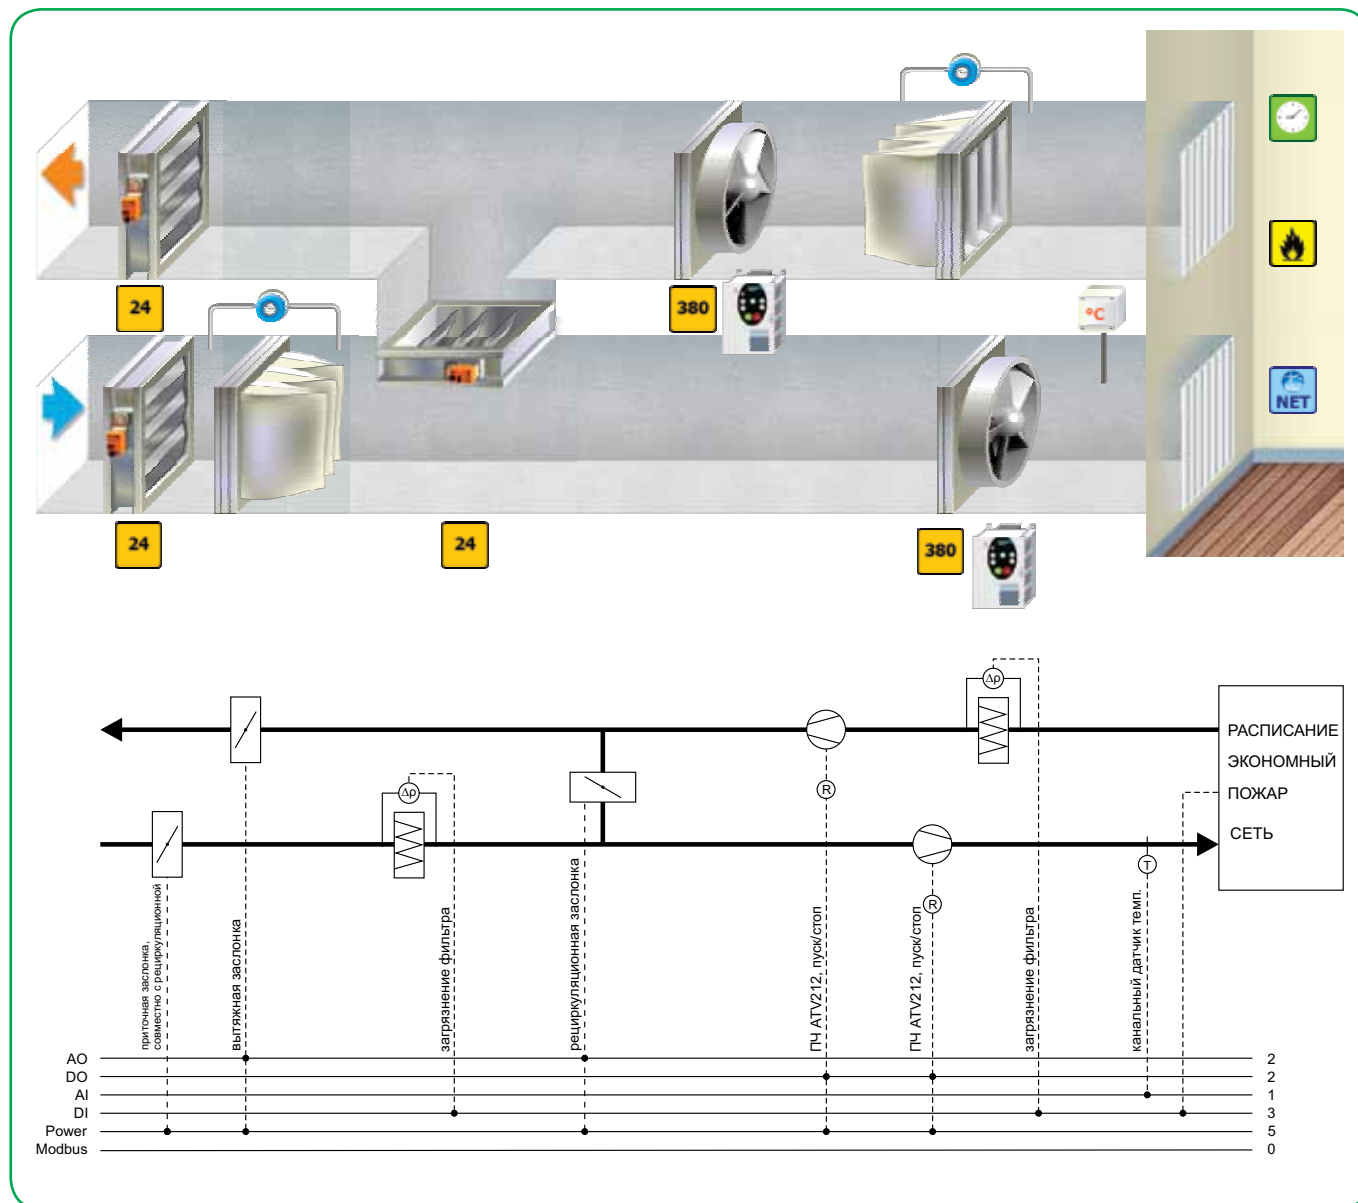 24
380
°C
NET
24
24
380
Δρ
РАСПИСАНИЕ
ЭКОНОМНЫЙ
ПОЖАР
СЕТЬ
Δρ
R
T
R
приточная заслонка,
совместно с рециркуляционной
вытяжная заслонка
загрязнение фильтра
рециркуляционная заслонка
ПЧ ATV212, пуск/стоп
ПЧ ATV212, пуск/стоп
загрязнение фильтра
канальный датчик темп.
AO 2
DO 2
AI 1
DI 3
Power 5
Modbus 0